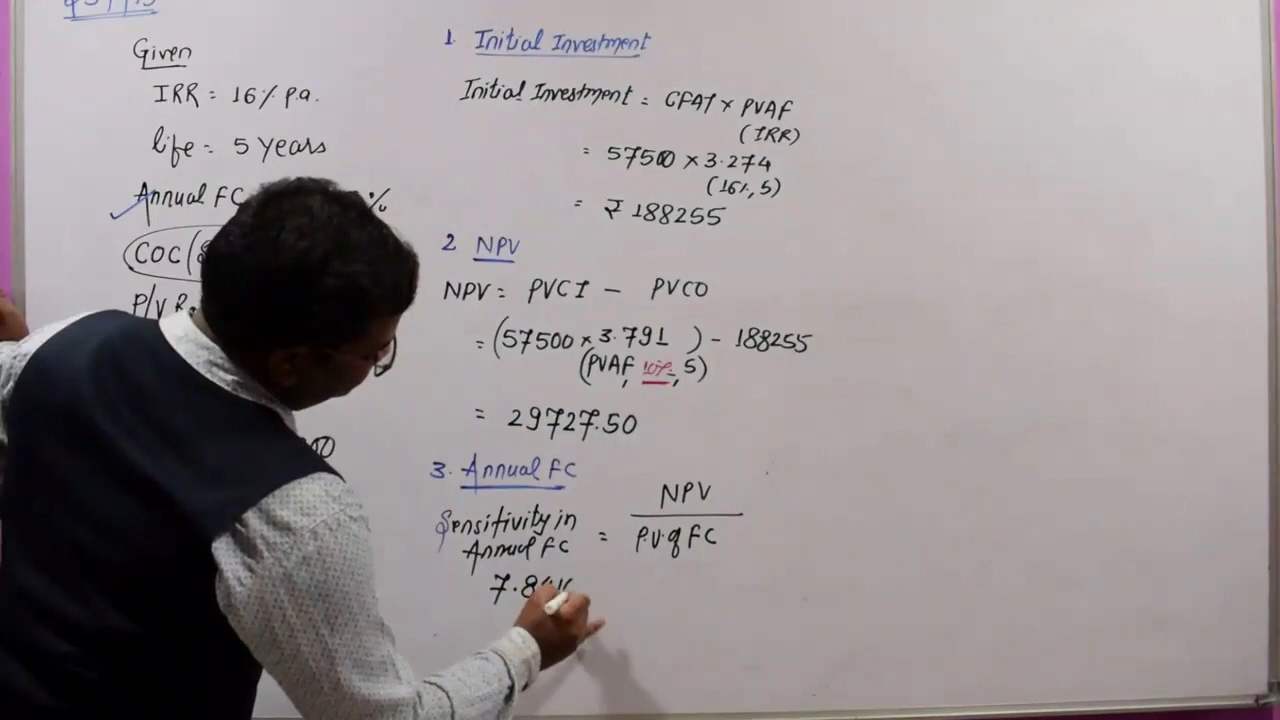 Given
IRR = 16% p.a.
life = 5 Years
Annual FC %
COC (
P/V R
1. Initial Investment
Initial Investment = CFAT × PVAF
(IRR)
= 57500 × 3.274
(16%, 5)
= ₹ 188255
2 NPV
NPV = PVCI - PVCO
= (57500 × 3.791 ) - 188255
(PVAF, 10%, 5)
= 29727.50
3. Annual FC
Sensitivity in
Annual FC = NPV
P.V. of FC
7.8